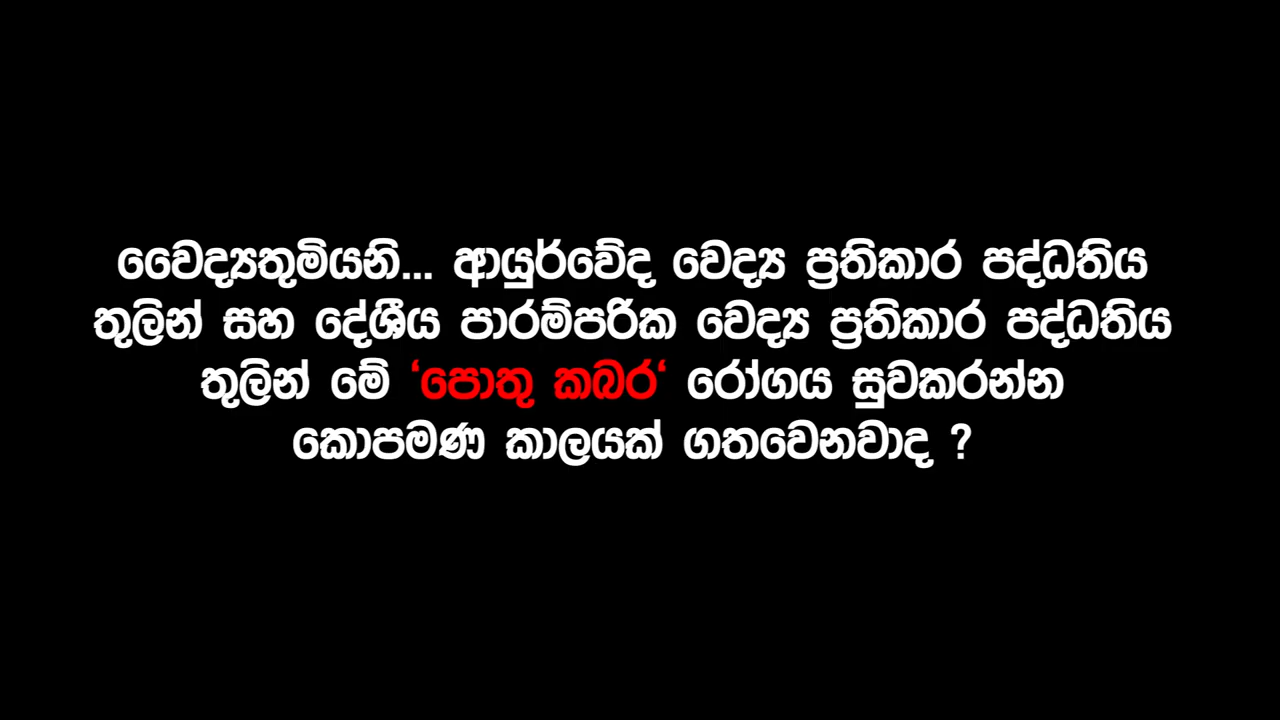 වෛද්‍යතුමියනි... ආයුර්වේද වෙද්‍ය ප්‍රතිකාර පද්ධතිය
තුලින් සහ දේශීය පාරම්පරික වෙද්‍ය ප්‍රතිකාර පද්ධතිය
තුලින් මේ ‘පොතු කබර‘ රෝගය සුවකරන්න
කොපමණ කාලයක් ගතවෙනවාද ?